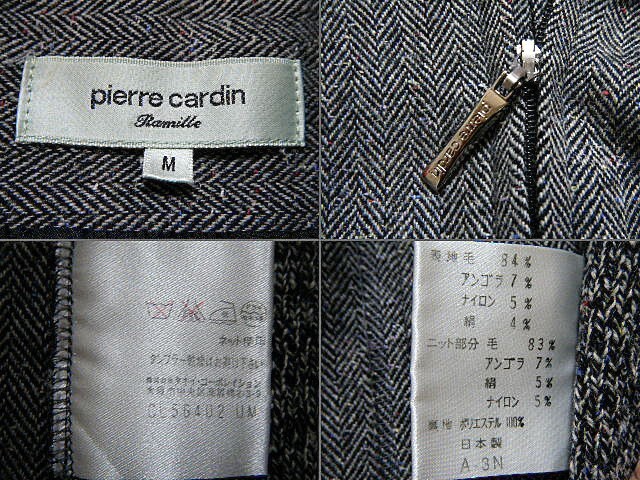 pierre cardin
Ramille
M
pierre cardin
ネット使用
タンブラー乾燥はお避け下さい
CL56402 UM
表地 毛 84%
アンゴラ 7%
ナイロン 5%
絹 4%
ニット部分 毛 83%
アンゴラ 7%
絹 5%
ナイロン 5%
裏地 ポリエステル 100%
日本製
A-3N